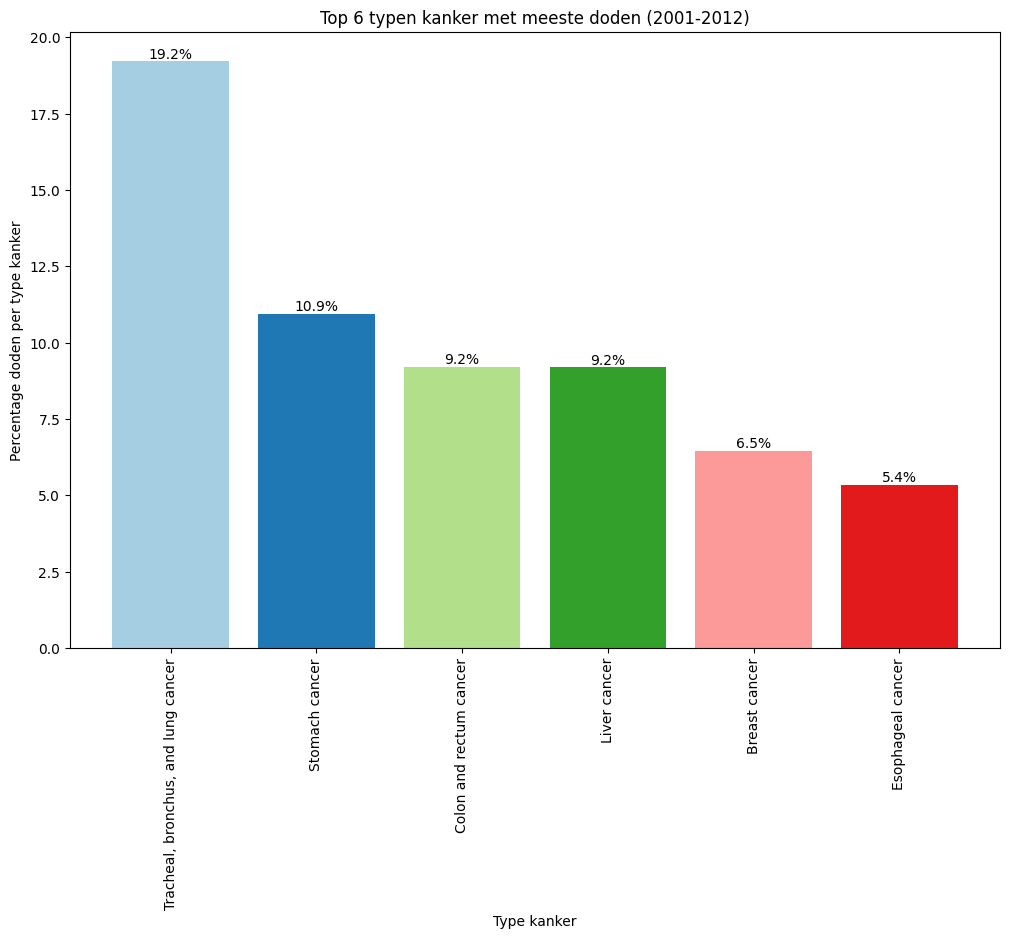 Top 6 typen kanker met meeste doden (2001-2012)
Percentage doden per type kanker
20.0
17.5
15.0
12.5
10.0
7.5
5.0
2.5
0.0
19.2%
10.9%
9.2%
9.2%
6.5%
5.4%
Tracheal, bronchus, and lung cancer
Stomach cancer
Colon and rectum cancer
Liver cancer
Breast cancer
Esophageal cancer
Type kanker